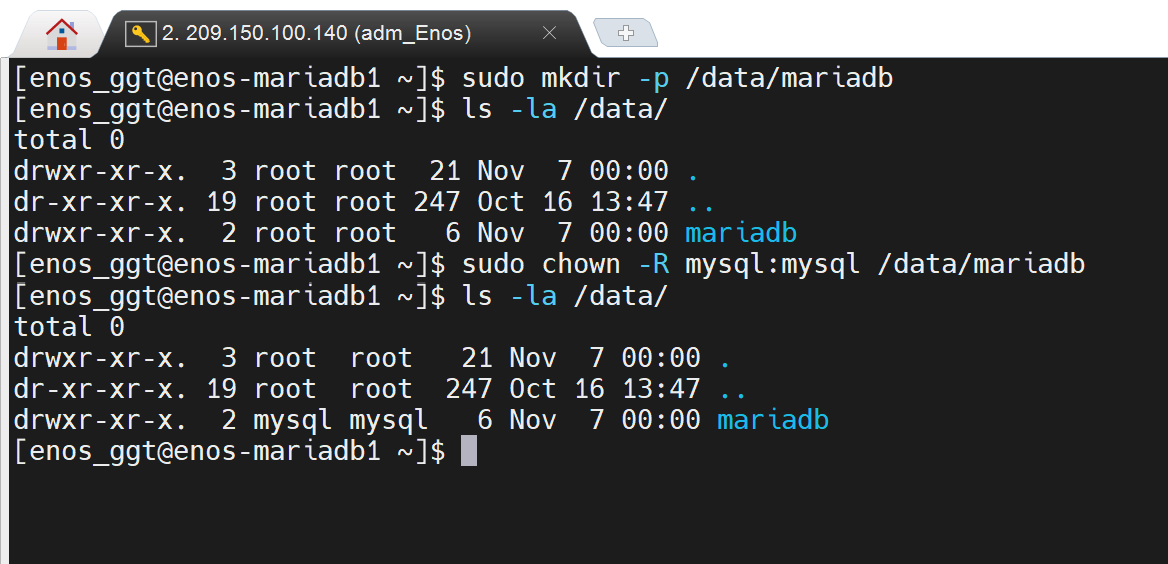 2. 209.150.100.140 (adm_Enos)
[enos_ggt@enos-mariadb1 ~]$ sudo mkdir -p /data/mariadb
[enos_ggt@enos-mariadb1 ~]$ ls -la /data/
total 0
drwxr-xr-x.  3 root root  21 Nov  7 00:00 .
dr-xr-xr-x. 19 root root 247 Oct 16 13:47 ..
drwxr-xr-x.  2 root root   6 Nov  7 00:00 mariadb
[enos_ggt@enos-mariadb1 ~]$ sudo chown -R mysql:mysql /data/mariadb
[enos_ggt@enos-mariadb1 ~]$ ls -la /data/
total 0
drwxr-xr-x.  3 root  root   21 Nov  7 00:00 .
dr-xr-xr-x. 19 root  root  247 Oct 16 13:47 ..
drwxr-xr-x.  2 mysql mysql   6 Nov  7 00:00 mariadb
[enos_ggt@enos-mariadb1 ~]$